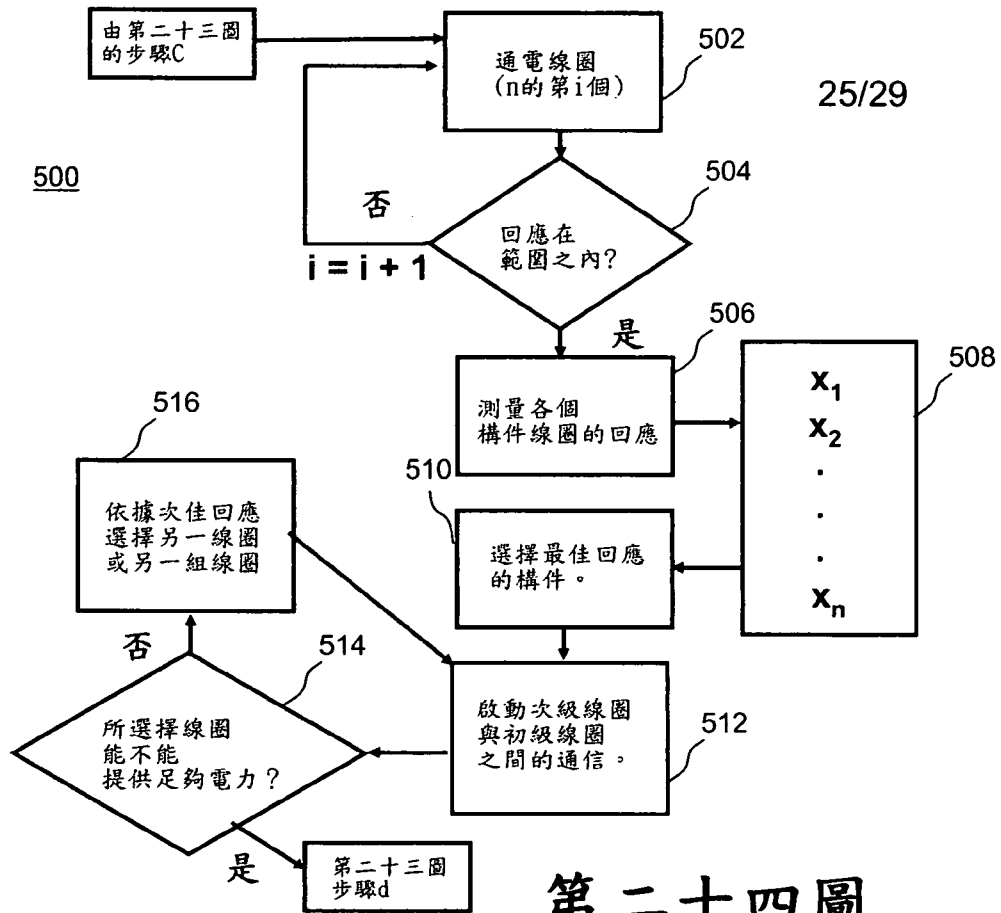 由第二十三圖
的步驟C
通電線圈
(n的第i個)
502
25/29
500
504
否
回應在
範圍之內?
i = i + 1
是
506
測量各個
構件線圈的回應
508
x1
x2
.
.
.
xn
516
依據次佳回應
選擇另一線圈
或另一組線圈
510
選擇最佳回應
的構件。
否
514
所選擇線圈
能不能
提供足夠電力?
啟動次級線圈
與初級線圈
之間的通信。
512
是
第二十三圖
步驟d
第二十四圖